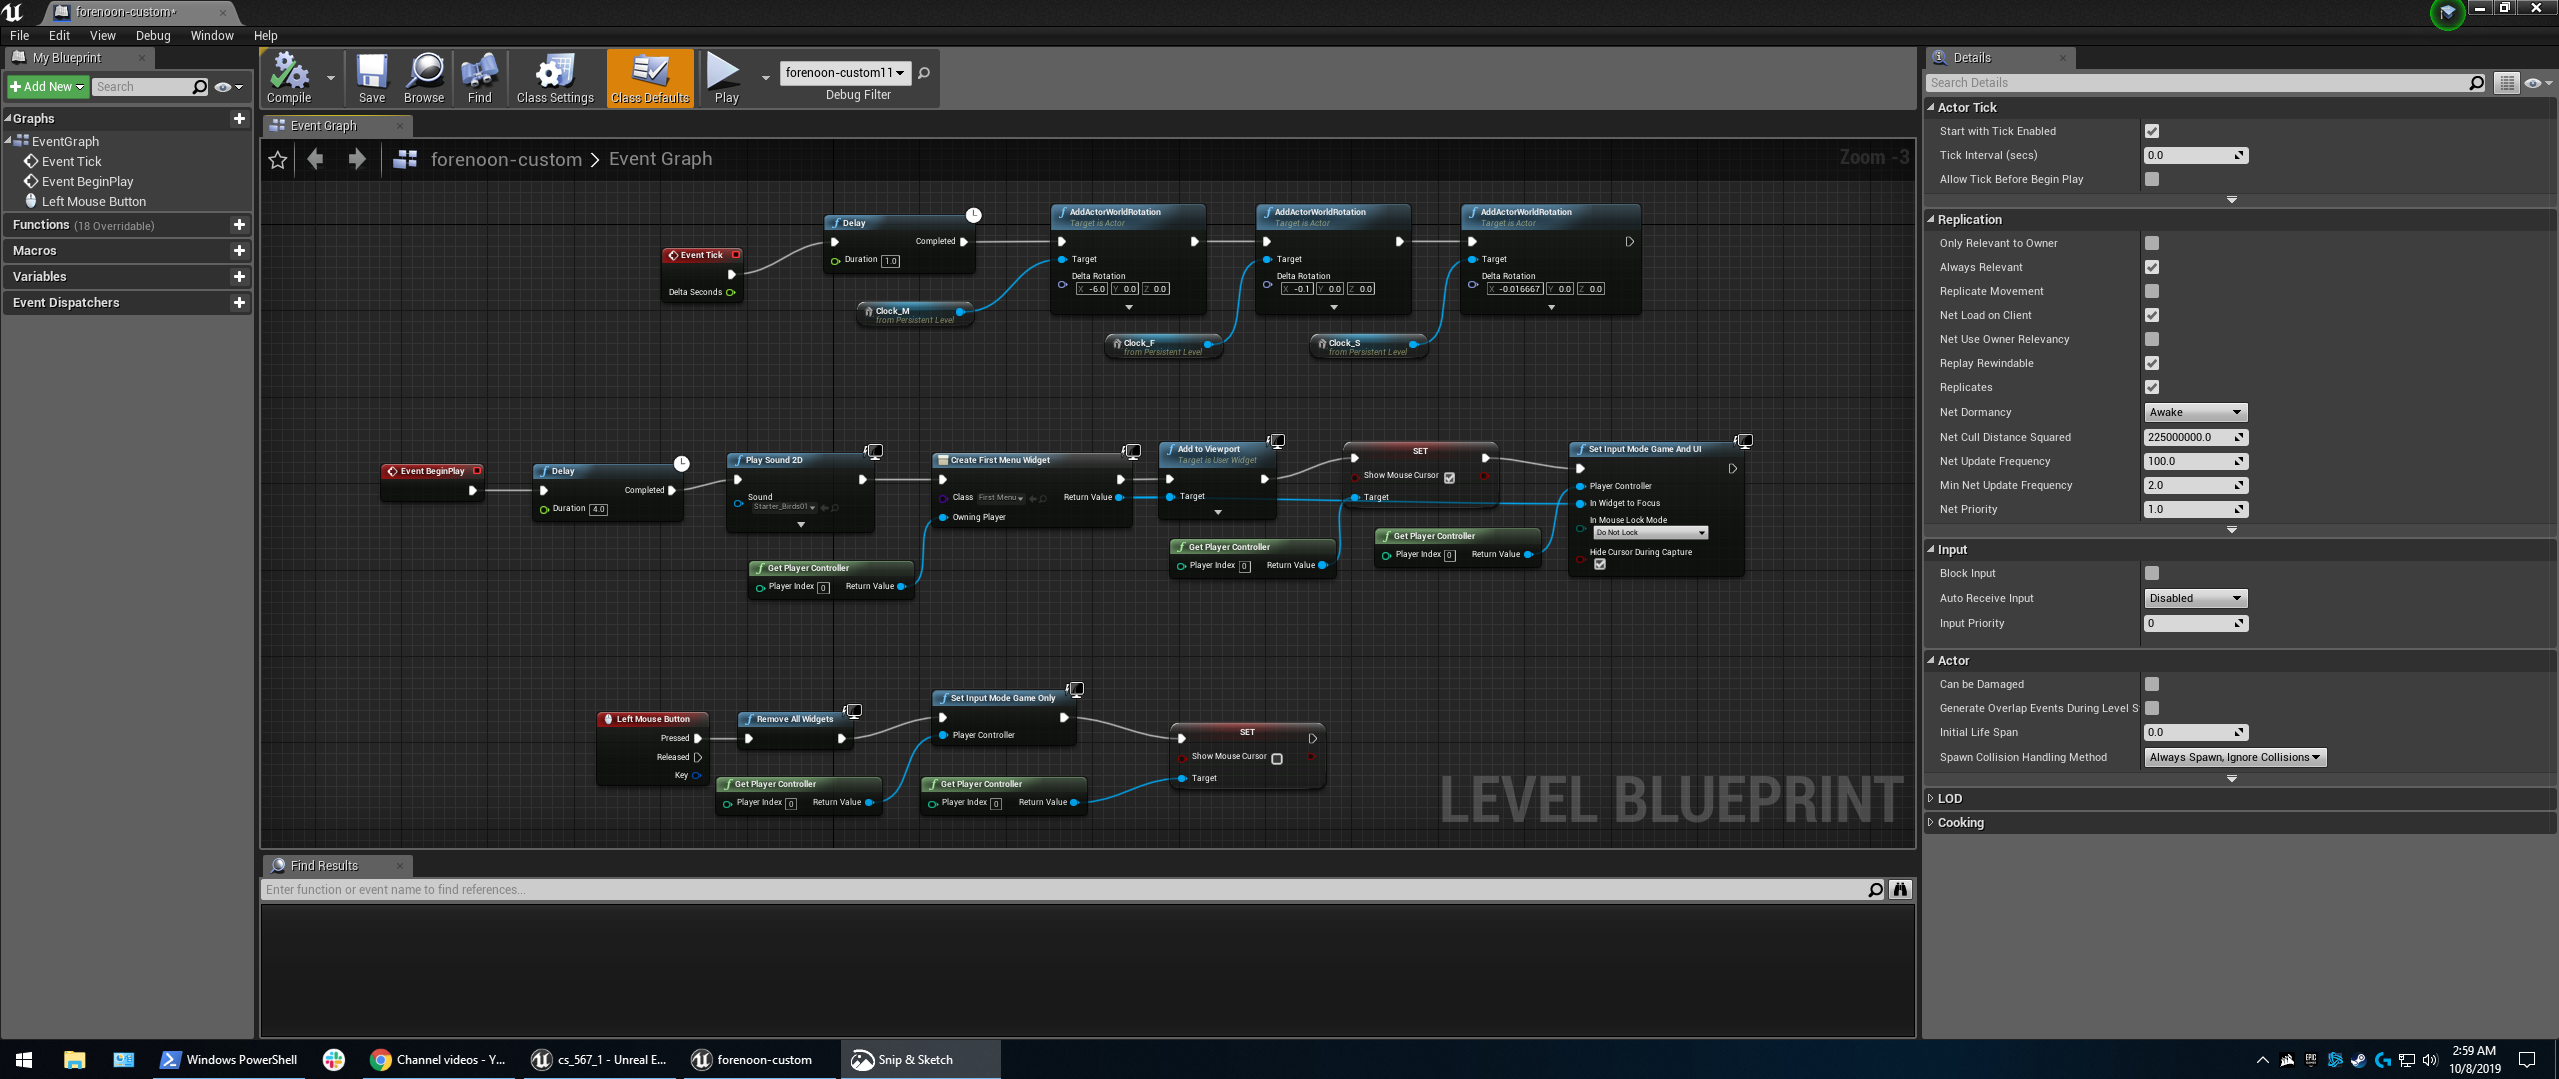 forenoon-custom*
File Edit View Debug Window Help
My Blueprint
Add New Search
Graphs
EventGraph
Event Tick
Event BeginPlay
Left Mouse Button
Functions (18 Overridable)
Macros
Variables
Event Dispatchers
Compile Save Browse Find Class Settings Class Defaults Play
forenoon-custom11
Debug Filter
Event Graph
forenoon-custom > Event Graph
Zoom -3
Event Tick
Delta Seconds
Delay
Completed
Duration 1.0
Clock_M
from Persistent Level
AddActorWorldRotation
Target is Actor
Target
Delta Rotation
X -6.0 Y 0.0 Z 0.0
Clock_F
from Persistent Level
AddActorWorldRotation
Target is Actor
Target
Delta Rotation
X -0.1 Y 0.0 Z 0.0
Clock_S
from Persistent Level
AddActorWorldRotation
Target is Actor
Target
Delta Rotation
X -0.016667 Y 0.0 Z 0.0
Event BeginPlay
Delay
Completed
Duration 4.0
Play Sound 2D
Sound
Starter_Birds01
Get Player Controller
Player Index 0 Return Value
Create First Menu Widget
Class First Menu Return Value
Owning Player
Add to Viewport
Target is User Widget
Target
Get Player Controller
Player Index 0 Return Value
SET
Show Mouse Cursor
Target
Get Player Controller
Player Index 0 Return Value
Set Input Mode Game And UI
Player Controller
In Widget to Focus
In Mouse Lock Mode
Do Not Lock
Hide Cursor During Capture
Left Mouse Button
Pressed
Released
Key
Remove All Widgets
Get Player Controller
Player Index 0 Return Value
Set Input Mode Game Only
Player Controller
Get Player Controller
Player Index 0 Return Value
SET
Show Mouse Cursor
Target
LEVEL BLUEPRINT
Find Results
Enter function or event name to find references...
Details
Search Details
Actor Tick
Start with Tick Enabled
Tick Interval (secs) 0.0
Allow Tick Before Begin Play
Replication
Only Relevant to Owner
Always Relevant
Replicate Movement
Net Load on Client
Net Use Owner Relevancy
Replay Rewindable
Replicates
Net Dormancy Awake
Net Cull Distance Squared 225000000.0
Net Update Frequency 100.0
Min Net Update Frequency 2.0
Net Priority 1.0
Input
Block Input
Auto Receive Input Disabled
Input Priority 0
Actor
Can be Damaged
Generate Overlap Events During Level S
Initial Life Span 0.0
Spawn Collision Handling Method Always Spawn, Ignore Collisions
LOD
Cooking
Windows PowerShell
Channel videos - Y...
cs_567_1 - Unreal E...
forenoon-custom
Snip & Sketch
2:59 AM
10/8/2019